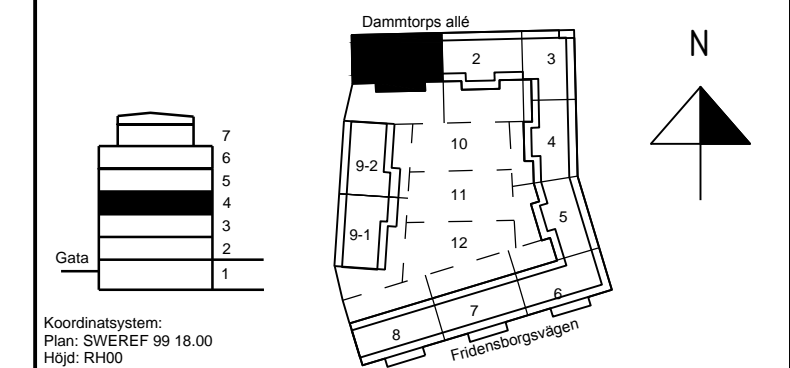 Dammtorps allé
N
2
3
4
10
9-2
11
9-1
12
5
6
7
8
Fridensborgsvägen
7
6
5
4
3
2
1
Gata
Koordinatsystem:
Plan: SWEREF 99 18.00
Höjd: RH00